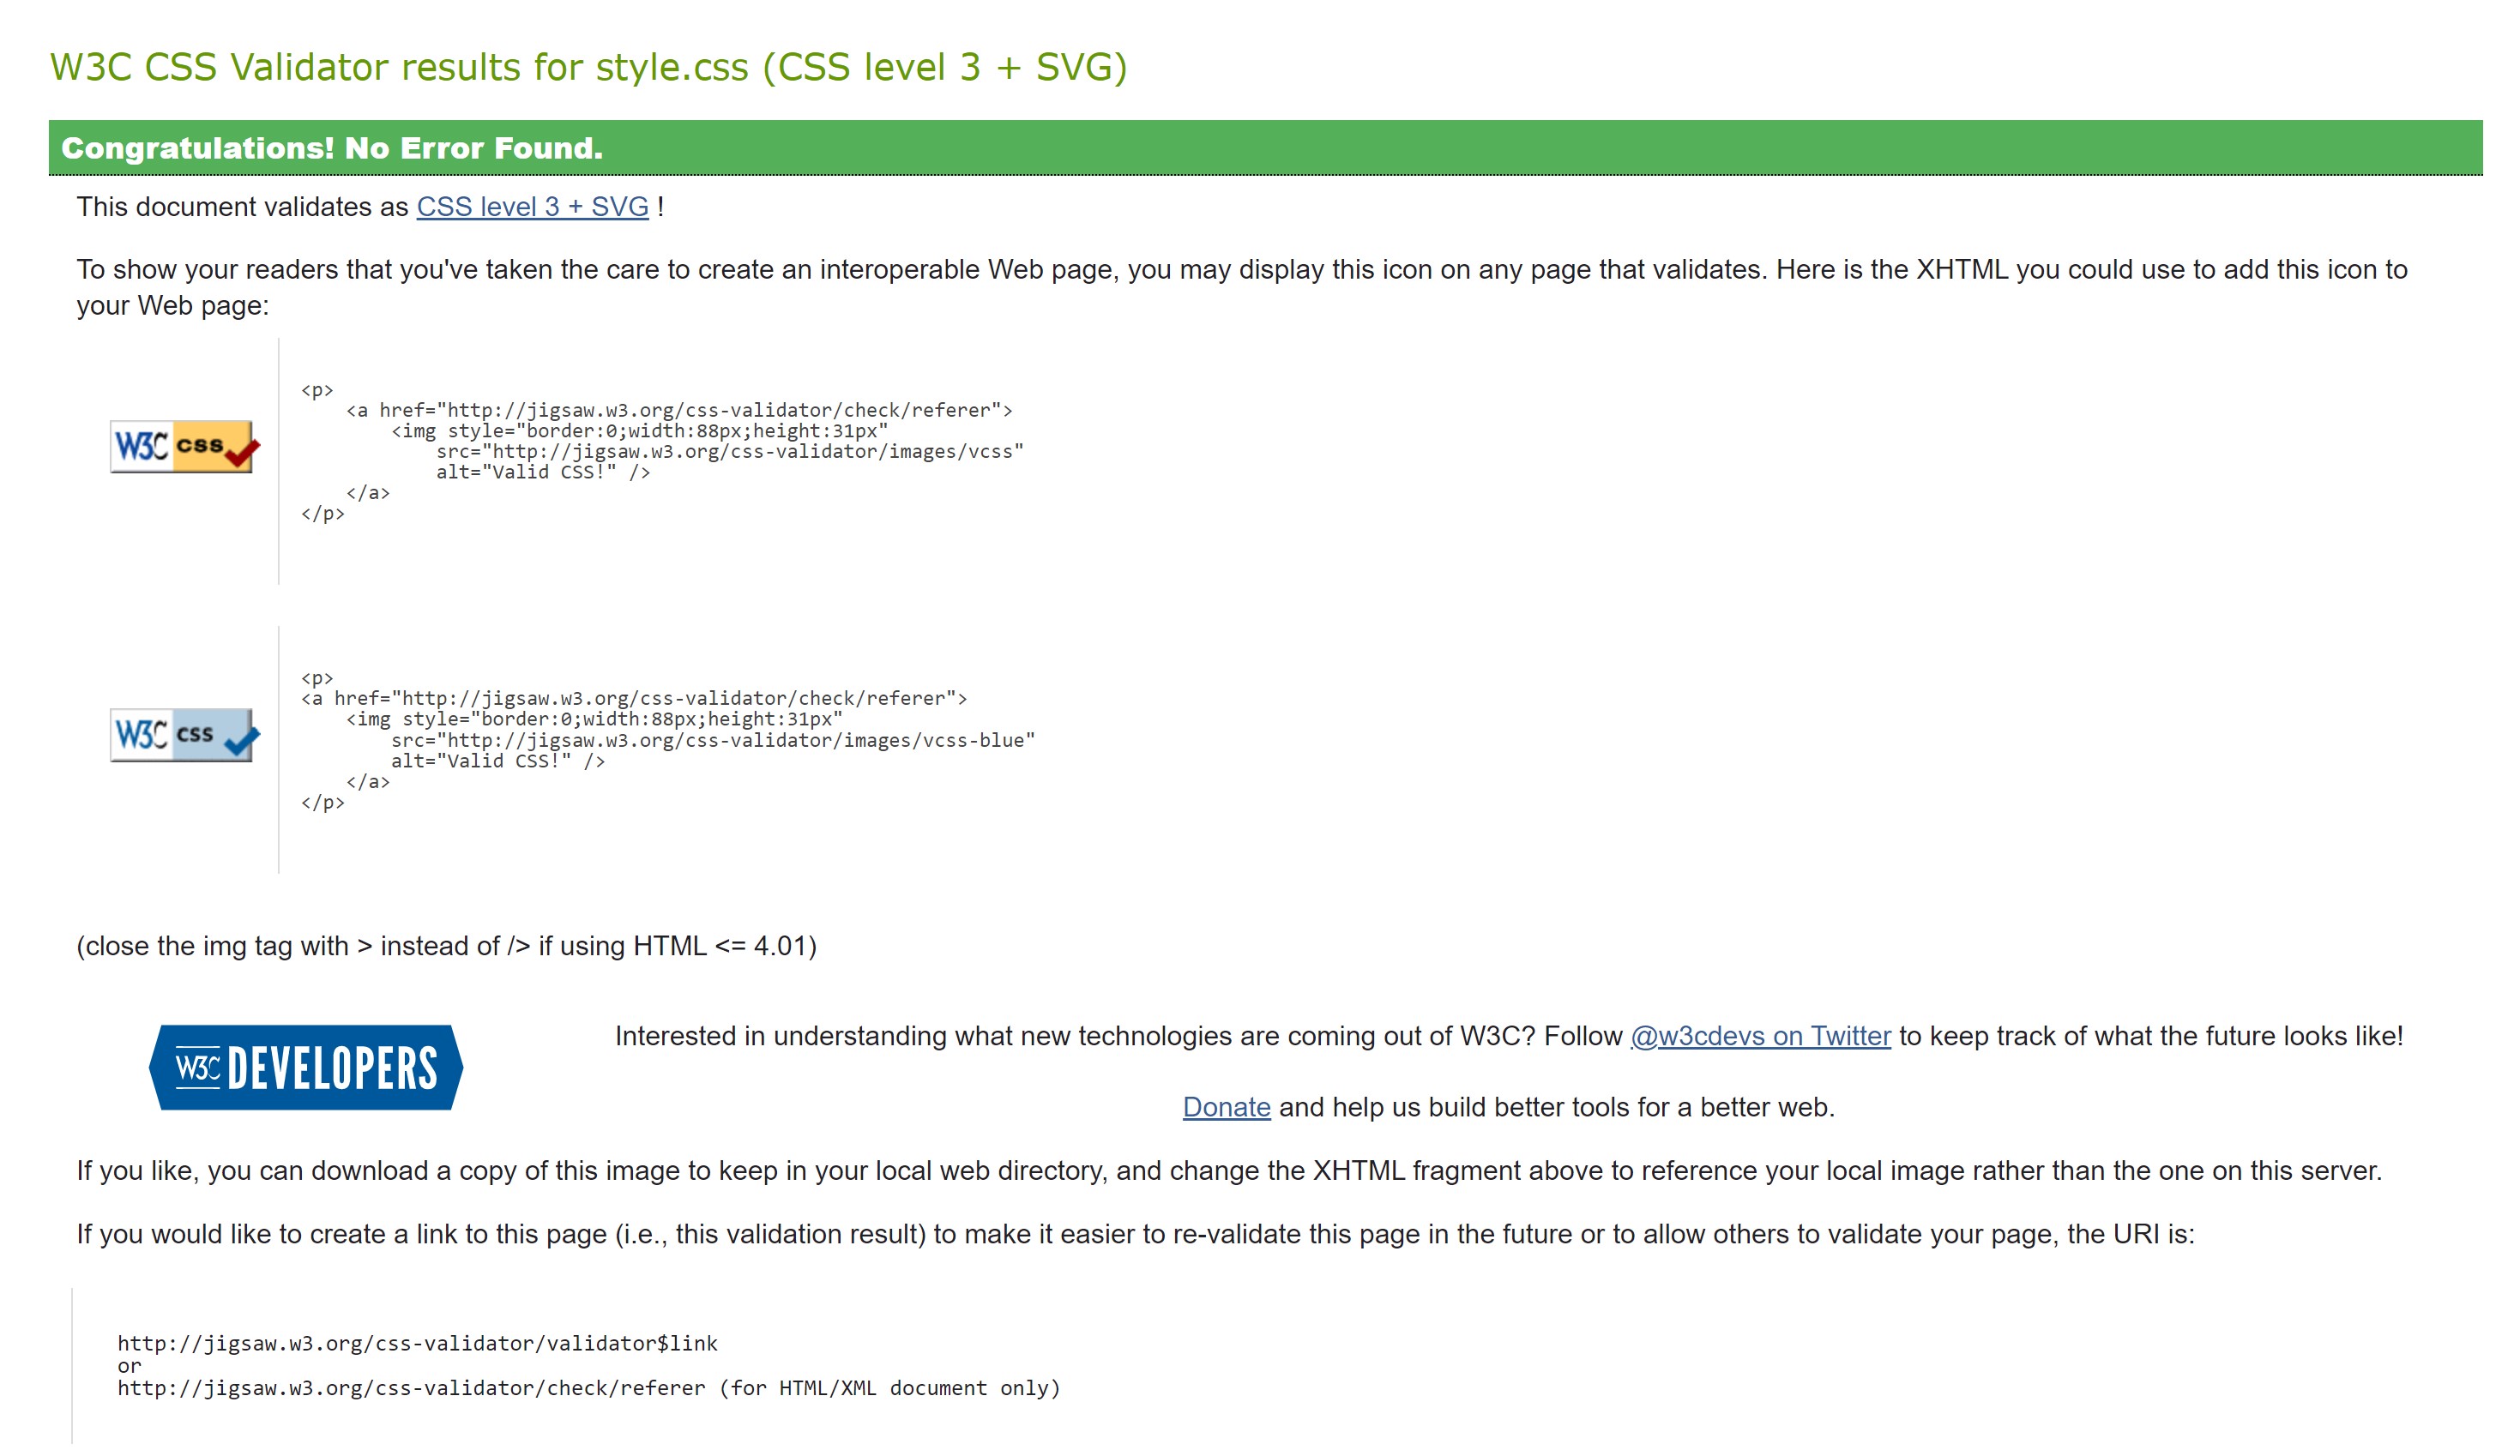 W3C CSS Validator results for style.css (CSS level 3 + SVG)
Congratulations! No Error Found.
This document validates as CSS level 3 + SVG !
To show your readers that you've taken the care to create an interoperable Web page, you may display this icon on any page that validates. Here is the XHTML you could use to add this icon to
your Web page:
W3C css
<p>
    <a href="http://jigsaw.w3.org/css-validator/check/referer">
        <img style="border:0;width:88px;height:31px"
            src="http://jigsaw.w3.org/css-validator/images/vcss"
            alt="Valid CSS!" />
    </a>
</p>
W3C css
<p>
<a href="http://jigsaw.w3.org/css-validator/check/referer">
    <img style="border:0;width:88px;height:31px"
        src="http://jigsaw.w3.org/css-validator/images/vcss-blue"
        alt="Valid CSS!" />
    </a>
</p>
(close the img tag with > instead of /> if using HTML <= 4.01)
W3C DEVELOPERS
Interested in understanding what new technologies are coming out of W3C? Follow @w3cdevs on Twitter to keep track of what the future looks like!
Donate and help us build better tools for a better web.
If you like, you can download a copy of this image to keep in your local web directory, and change the XHTML fragment above to reference your local image rather than the one on this server.
If you would like to create a link to this page (i.e., this validation result) to make it easier to re-validate this page in the future or to allow others to validate your page, the URI is:
http://jigsaw.w3.org/css-validator/validator$link
or
http://jigsaw.w3.org/css-validator/check/referer (for HTML/XML document only)